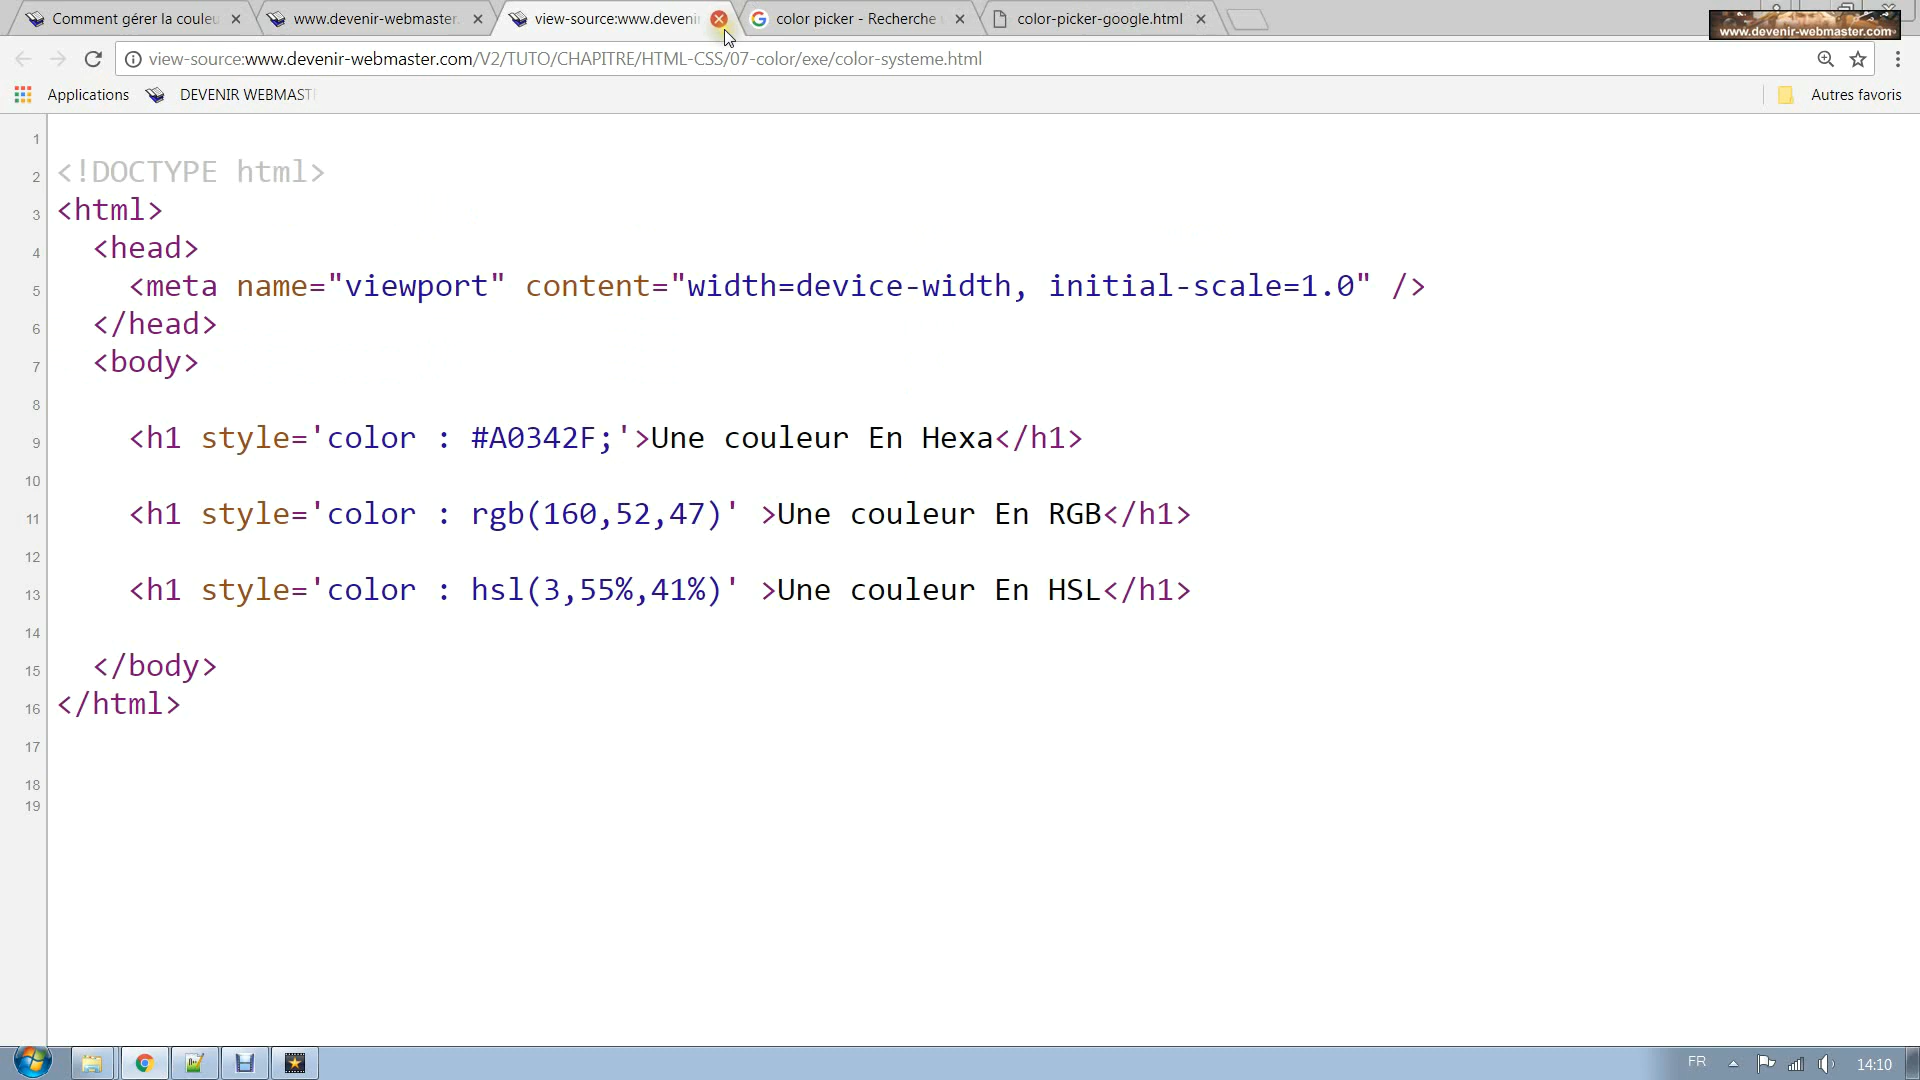 Comment gérer la couleu
www.devenir-webmaster.
view-source:www.deveni
color picker - Recherche
color-picker-google.html
www.devenir-webmaster.com
view-source:www.devenir-webmaster.com/V2/TUTO/CHAPITRE/HTML-CSS/07-color/exe/color-systeme.html
Applications
DEVENIR WEBMAST
Autres favoris
1
2 <!DOCTYPE html>
3 <html>
4 <head>
5 <meta name="viewport" content="width=device-width, initial-scale=1.0" />
6 </head>
7 <body>
8
9 <h1 style='color : #A0342F;'>Une couleur En Hexa</h1>
10
11 <h1 style='color : rgb(160,52,47)' >Une couleur En RGB</h1>
12
13 <h1 style='color : hsl(3,55%,41%)' >Une couleur En HSL</h1>
14
15 </body>
16 </html>
17
18
19
FR
14:10